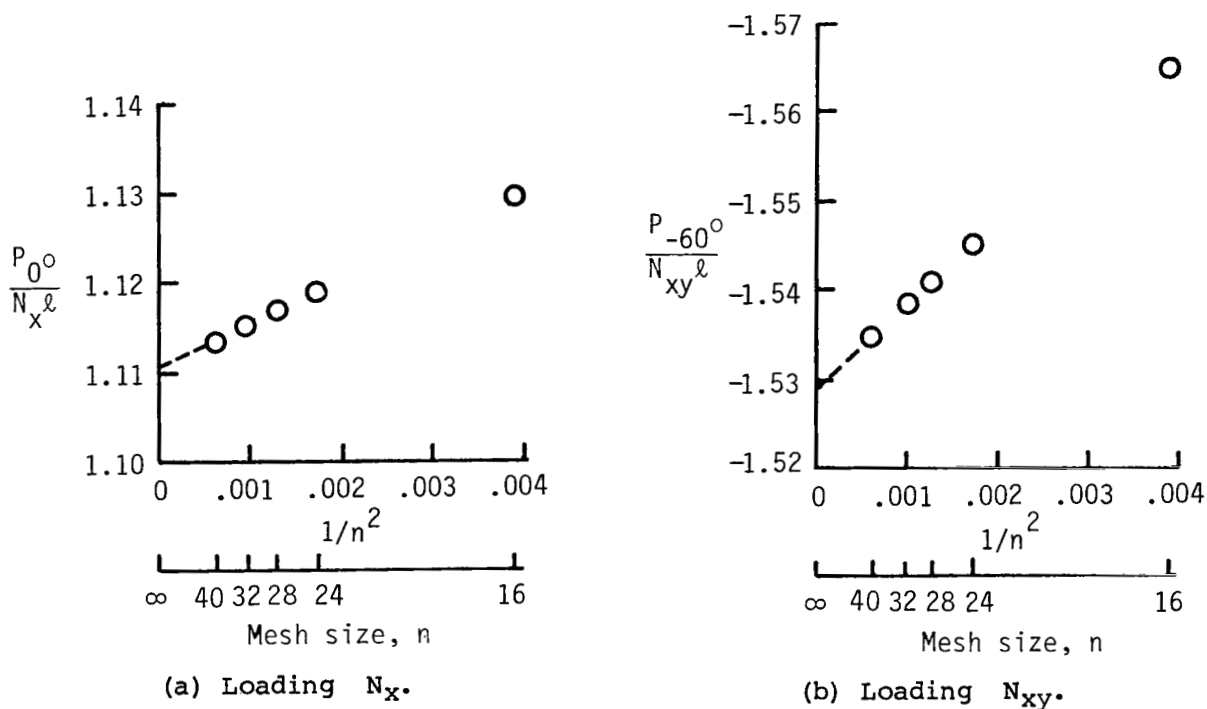 1.14
1.13
1.12
1.11
1.10
P0°
Nxℓ
0 .001 .002 .003 .004
1/n²
∞ 40 32 28 24 16
Mesh size, n
(a) Loading Nx.
-1.57
-1.56
-1.55
-1.54
-1.53
-1.52
P-60°
Nxyℓ
0 .001 .002 .003 .004
1/n²
∞ 40 32 28 24 16
Mesh size, n
(b) Loading Nxy.